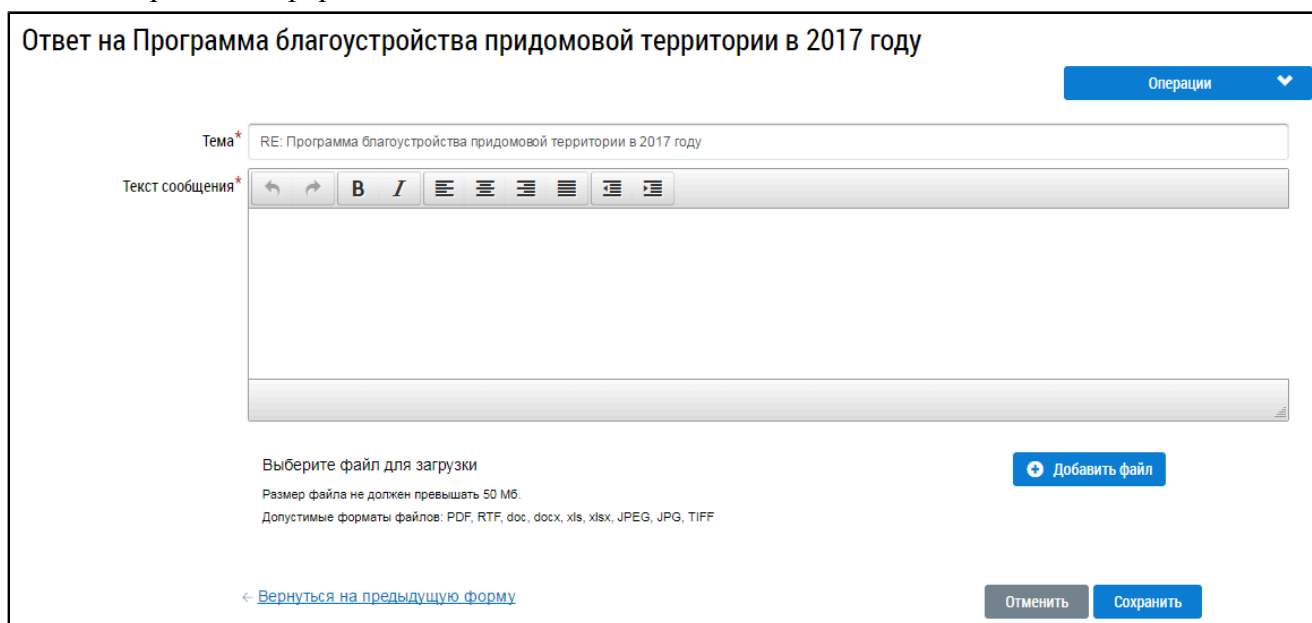 Ответ на Программа благоустройства придомовой территории в 2017 году
Операции
Тема*
RE: Программа благоустройства придомовой территории в 2017 году
Текст сообщения*
B I
Выберите файл для загрузки
Добавить файл
Размер файла не должен превышать 50 Мб.
Допустимые форматы файлов: PDF, RTF, doc, docx, xls, xlsx, JPEG, JPG, TIFF
← Вернуться на предыдущую форму
Отменить
Сохранить